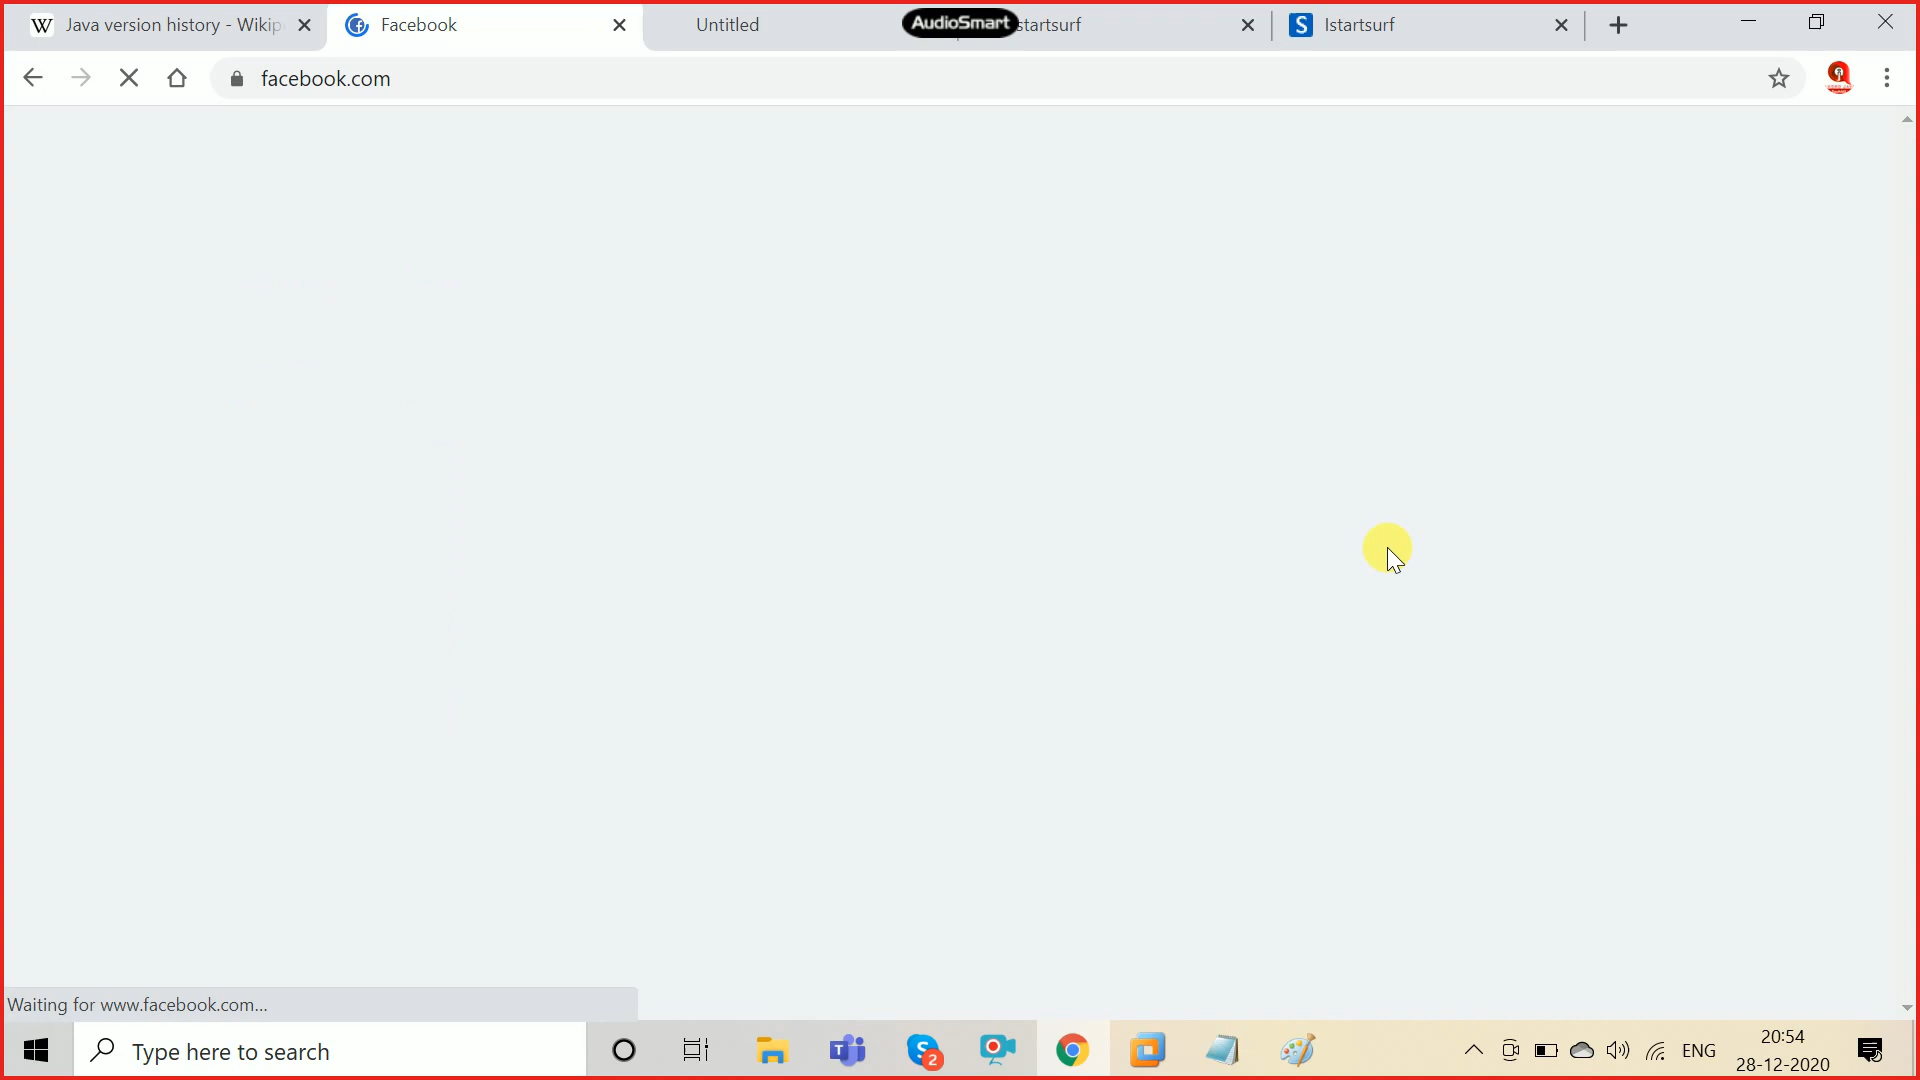 Java version history - Wikip
Facebook
Untitled
AudioSmart
startsurf
Istartsurf
facebook.com
Waiting for www.facebook.com...
Type here to search
2
ENG
20:54
28-12-2020